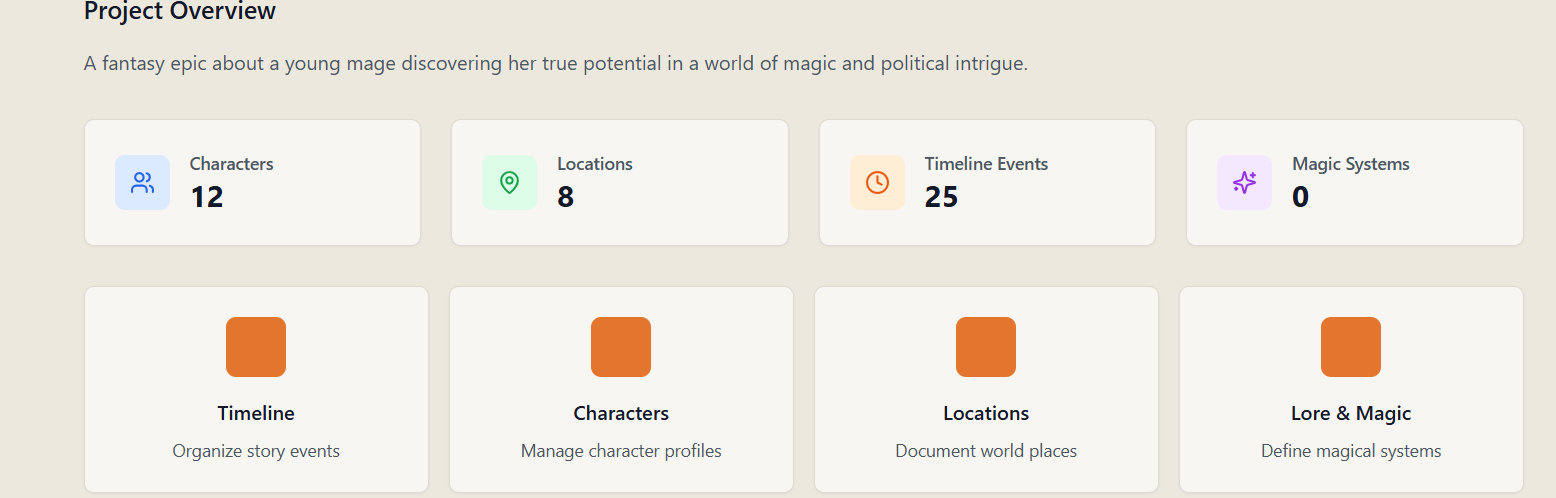 Project Overview
A fantasy epic about a young mage discovering her true potential in a world of magic and political intrigue.
Characters
12
Locations
8
Timeline Events
25
Magic Systems
0
Timeline
Organize story events
Characters
Manage character profiles
Locations
Document world places
Lore & Magic
Define magical systems